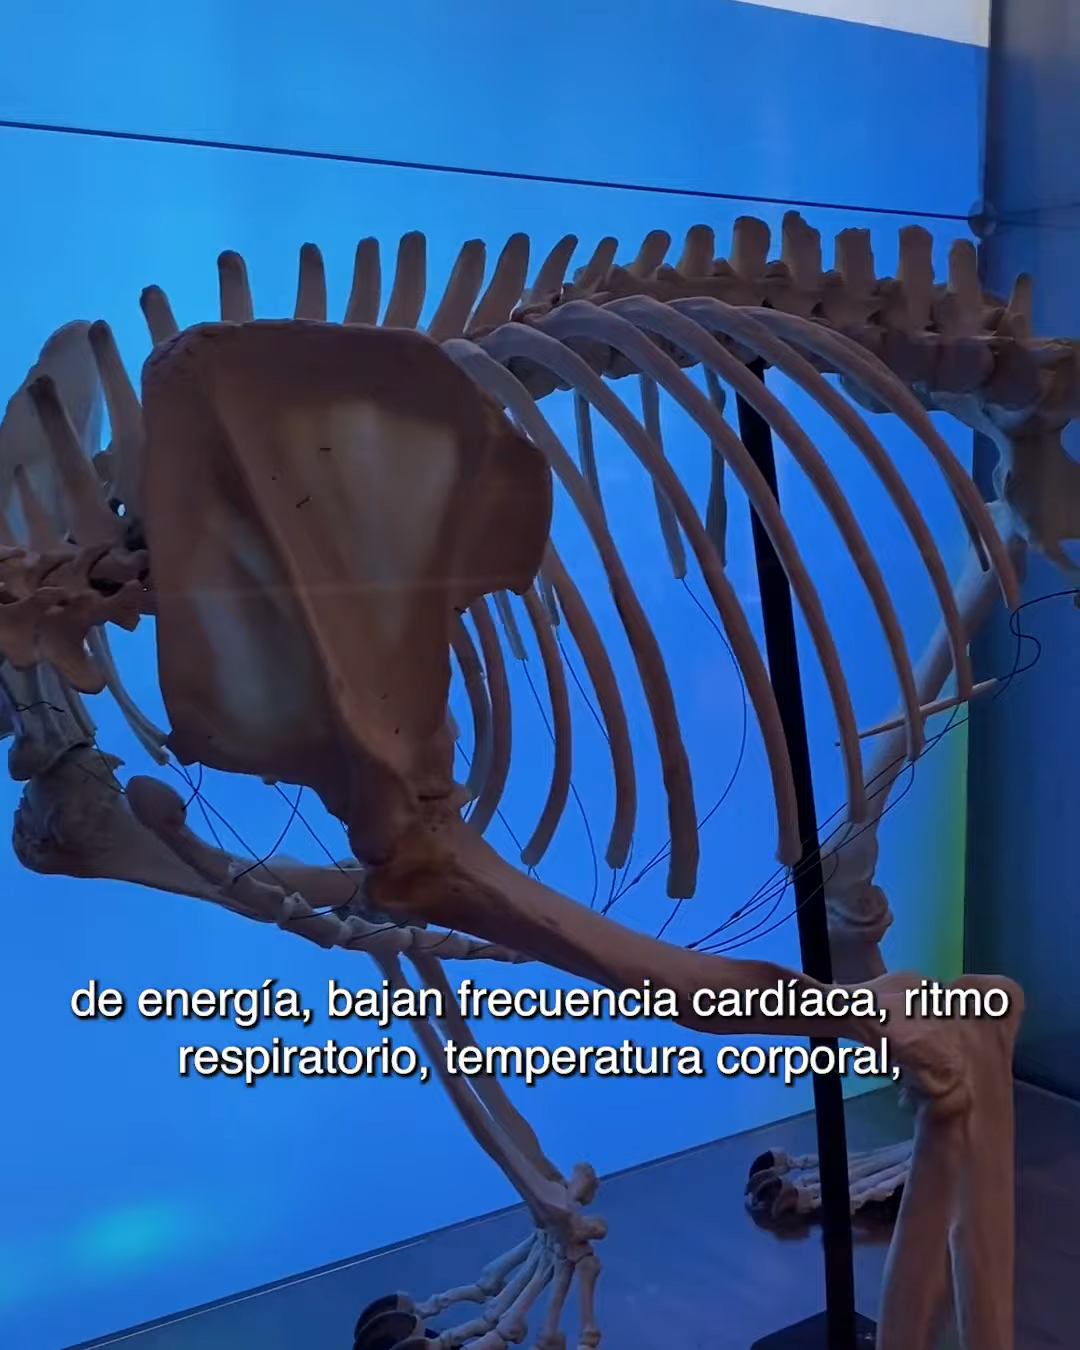 de energía, bajan frecuencia cardíaca, ritmo
respiratorio, temperatura corporal,